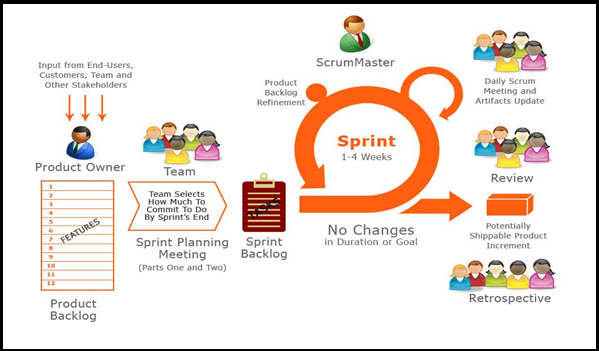 Input from End-Users,
Customers, Team and
Other Stakeholders
Product Owner
1
2
3
4
5
6
7
8
9
10
11
12
FEATURES
Product
Backlog
Team
Team Selects
How Much To
Commit To Do
By Sprint's End
Sprint Planning
Meeting
(Parts One and Two)
Sprint
Backlog
ScrumMaster
Product
Backlog
Refinement
Sprint
1-4 Weeks
No Changes
in Duration or Goal
Daily Scrum
Meeting and
Artifacts Update
Review
Potentially
Shippable Product
Increment
Retrospective